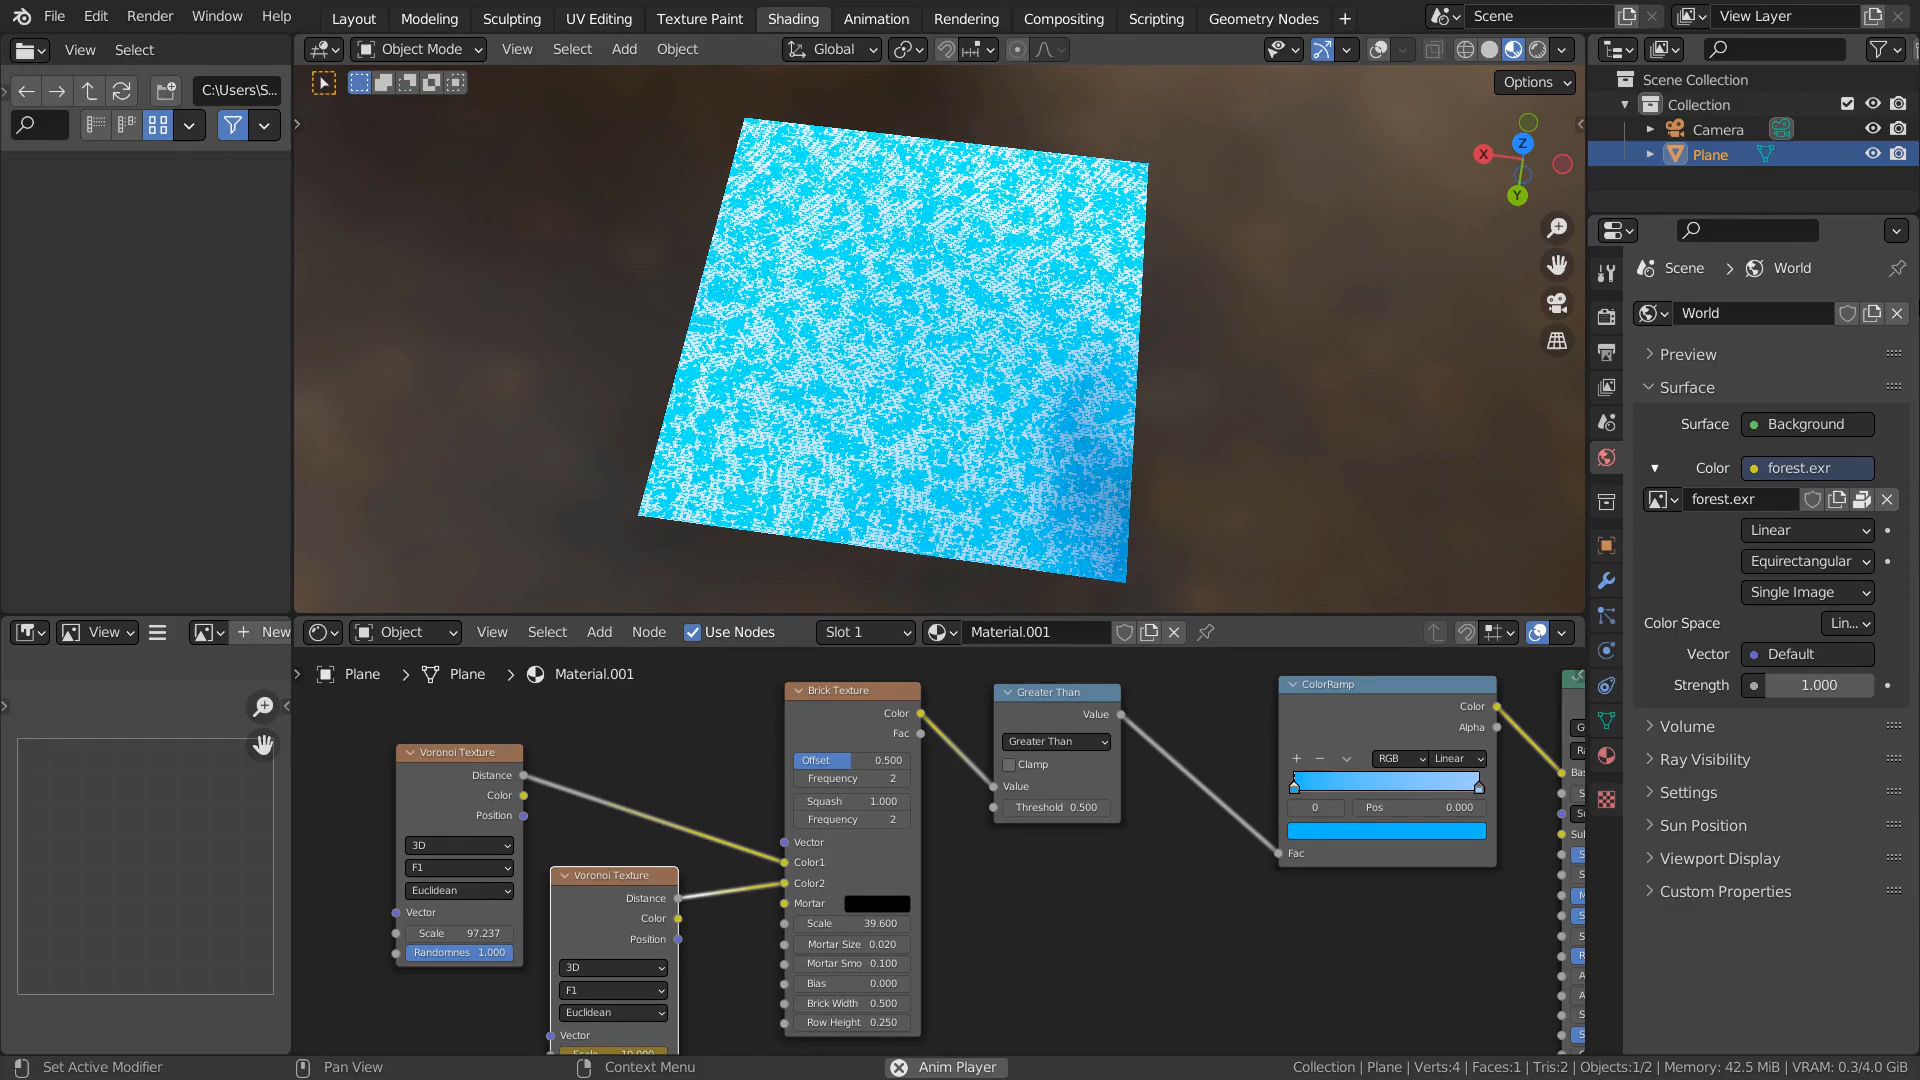 File Edit Render Window Help Layout Modeling Sculpting UV Editing Texture Paint Shading Animation Rendering Compositing Scripting Geometry Nodes + Scene View Layer
View Select Object Mode View Select Add Object Global
C:\Users\S...
Options
X Z Y
Scene Collection
Collection
Camera
Plane
Scene > World
World
Preview
Surface
Surface Background
Color forest.exr
forest.exr
Linear
Equirectangular
Single Image
Color Space Lin...
Vector Default
Strength 1.000
Volume
Ray Visibility
Settings
Sun Position
Viewport Display
Custom Properties
View + New
Object View Select Add Node Use Nodes Slot 1 Material.001
Plane > Plane > Material.001
Voronoi Texture
Distance
Color
Position
3D
F1
Euclidean
Vector
Scale 97.237
Randomnes 1.000
Voronoi Texture
Distance
Color
Position
3D
F1
Euclidean
Vector
Scale 10.000
Brick Texture
Color
Fac
Offset 0.500
Frequency 2
Squash 1.000
Frequency 2
Vector
Color1
Color2
Mortar
Scale 39.600
Mortar Size 0.020
Mortar Smo 0.100
Bias 0.000
Brick Width 0.500
Row Height 0.250
Greater Than
Value
Greater Than
Clamp
Value
Threshold 0.500
ColorRamp
Color
Alpha
RGB Linear
0 Pos 0.000
Fac
Set Active Modifier Pan View Context Menu Anim Player Collection | Plane | Verts:4 | Faces:1 | Tris:2 | Objects:1/2 | Memory: 42.5 MiB | VRAM: 0.3/4.0 GiB